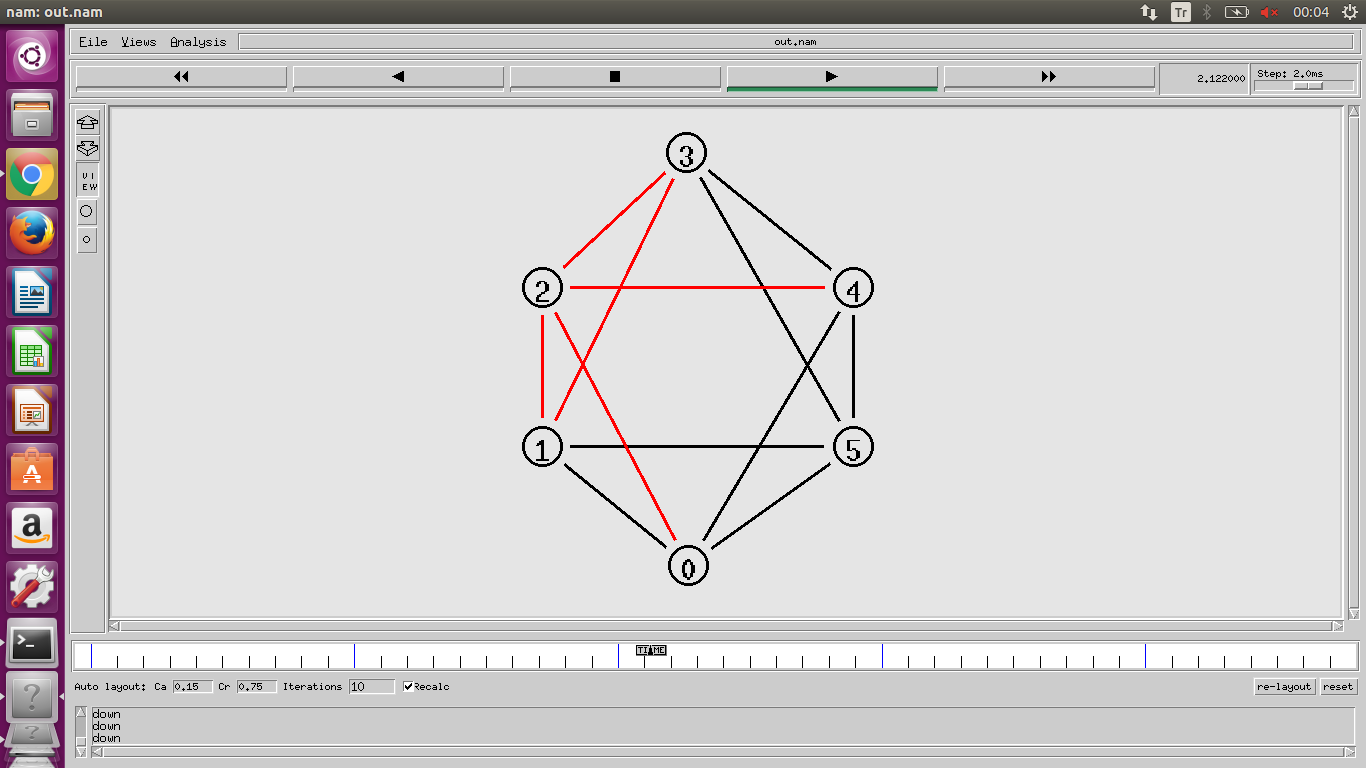 nam: out.nam
Tr
00:04
File Views Analysis
out.nam
2.122000
Step: 2.0ms
VI
EW
3
2
4
1
5
0
TIME
Auto layout: Ca 0.15 Cr 0.75 Iterations 10 Recalc
re-layout reset
down
down
down